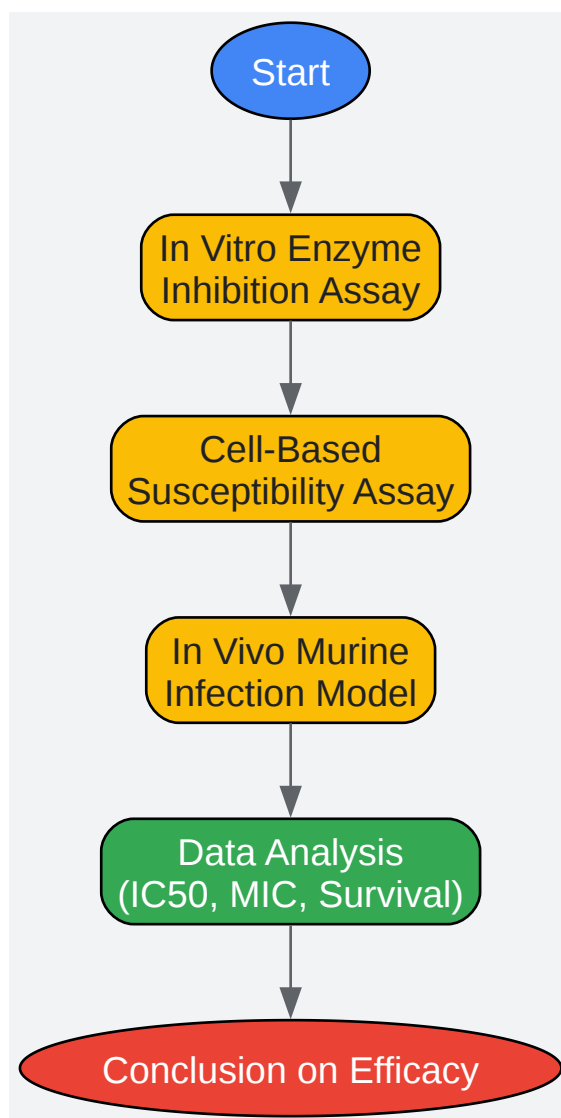 Start
In Vitro Enzyme
Inhibition Assay
Cell-Based
Susceptibility Assay
In Vivo Murine
Infection Model
Data Analysis
(IC50, MIC, Survival)
Conclusion on Efficacy